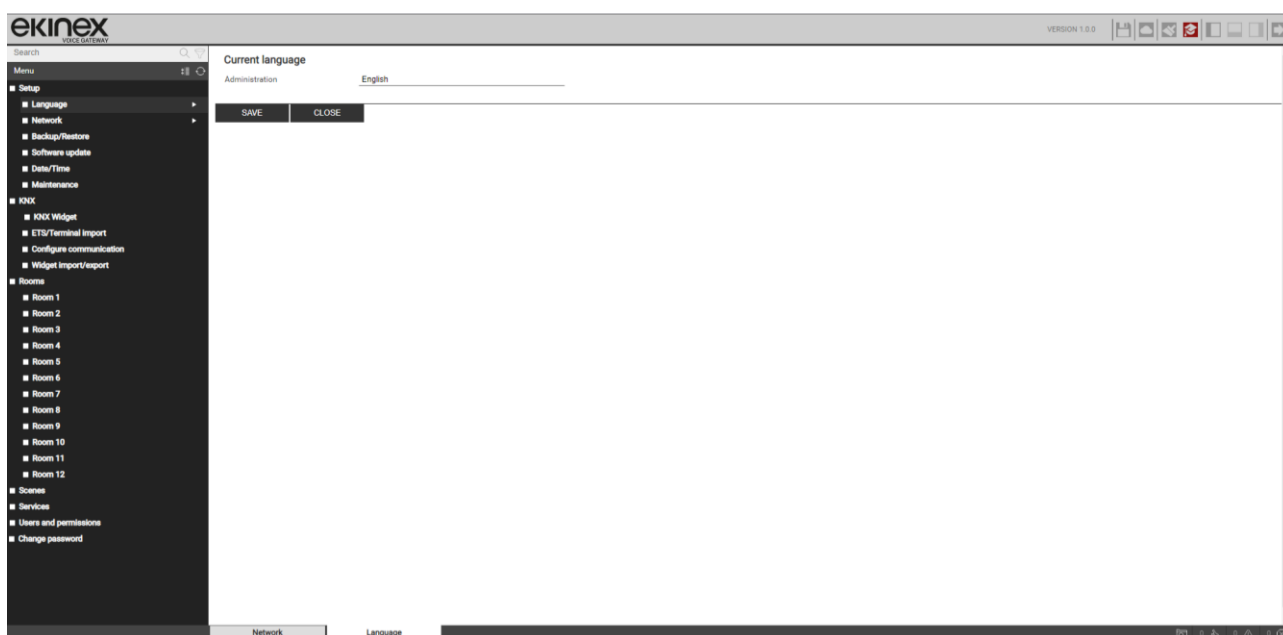 ekinex
VOICE GATEWAY
VERSION 1.0.0
Search
Menu
Setup
Language
Network
Backup/Restore
Software update
Date/Time
Maintenance
KNX
KNX Widget
ETS/Terminal import
Configure communication
Widget import/export
Rooms
Room 1
Room 2
Room 3
Room 4
Room 5
Room 6
Room 7
Room 8
Room 9
Room 10
Room 11
Room 12
Scenes
Services
Users and permissions
Change password
Current language
Administration English
SAVE CLOSE
Network Language